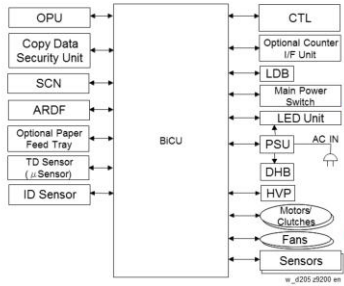 OPU
Copy Data
Security Unit
SCN
ARDF
Optional Paper
Feed Tray
TD Sensor
(μSensor)
ID Sensor
BiCU
CTL
Optional Counter
I/F Unit
LDB
Main Power
Switch
LED Unit
PSU
AC IN
DHB
HVP
Motors/
Clutches
Fans
Sensors
w_d205z9200 en